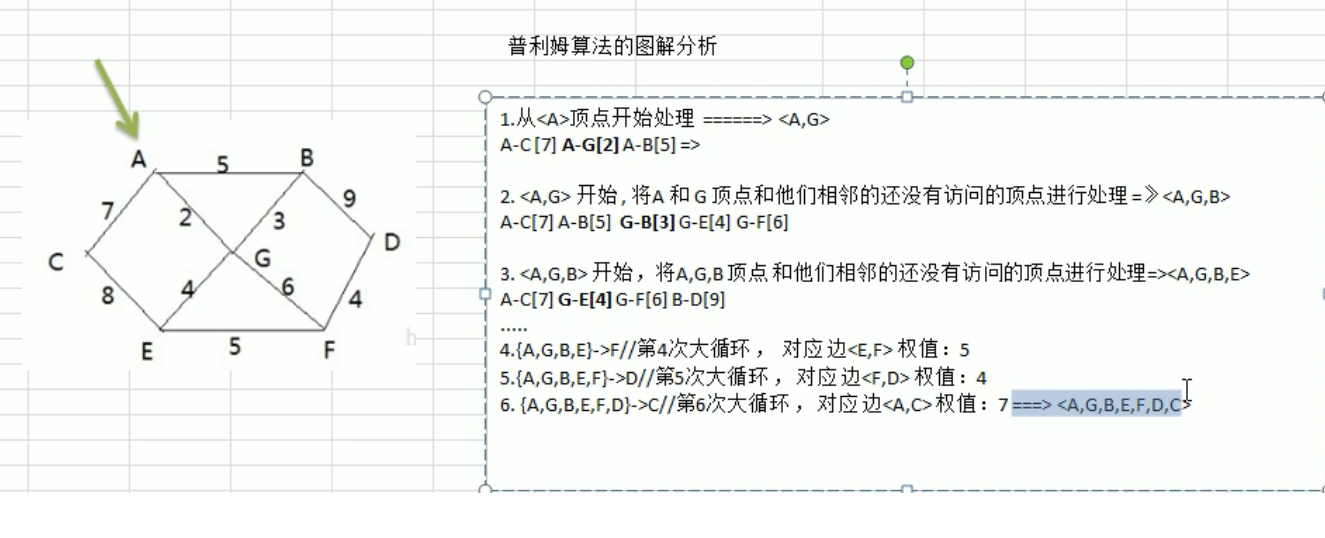 普利姆算法的图解分析
1.从<A>顶点开始处理 ======> <A,G>
A-C [7] A-G[2] A-B[5] =>
2. <A,G> 开始 , 将A 和 G 顶点和他们相邻的还没有访问的顶点进行处理 =》<A,G,B>
A-C[7] A-B[5] G-B[3] G-E[4] G-F[6]
3. <A,G,B> 开始，将A,G,B 顶点 和他们相邻的还没有访问的顶点进行处理=><A,G,B,E>
A-C[7] G-E[4] G-F[6] B-D[9]
.....
4.{A,G,B,E}->F//第4次大循环 ， 对应 边<E,F> 权值：5
5.{A,G,B,E,F}->D//第5次大循环 ， 对应 边<F,D> 权值：4
6. {A,G,B,E,F,D}->C//第6次大循环 ， 对应 边<A,C> 权值：7 ===> <A,G,B,E,F,D,C>
A
5
B
7
2
3
9
C
G
D
8
4
6
4
E
5
F
h